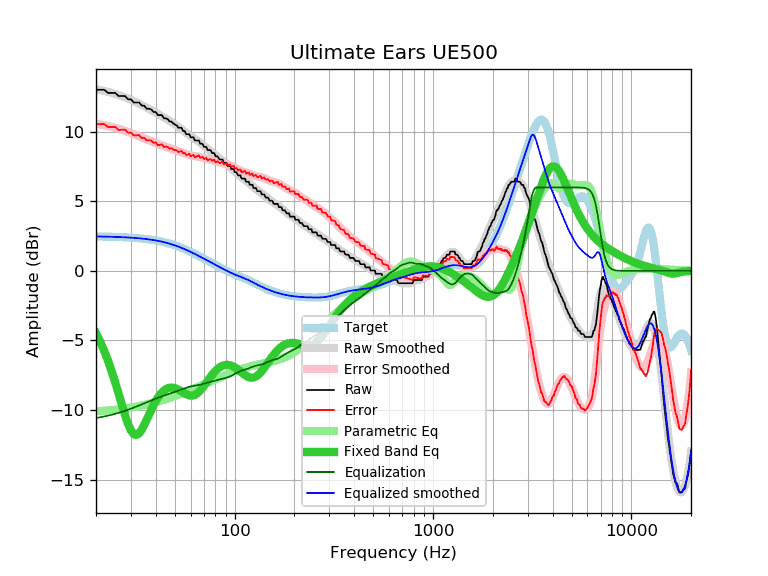 Ultimate Ears UE500
Amplitude (dBr)
10
5
0
−5
−10
−15
Target
Raw Smoothed
Error Smoothed
Raw
Error
Parametric Eq
Fixed Band Eq
Equalization
Equalized smoothed
100 1000 10000
Frequency (Hz)